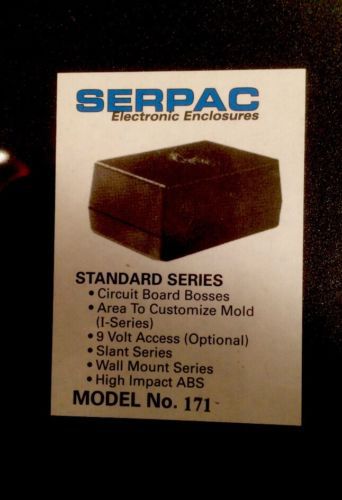 SERPAC
Electronic Enclosures
STANDARD SERIES
• Circuit Board Bosses
• Area To Customize Mold
(I-Series)
• 9 Volt Access (Optional)
• Slant Series
• Wall Mount Series
• High Impact ABS
MODEL No. 171